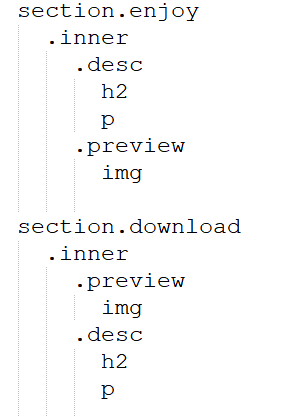 section.enjoy
.inner
.desc
h2
p
.preview
img
section.download
.inner
.preview
img
.desc
h2
p